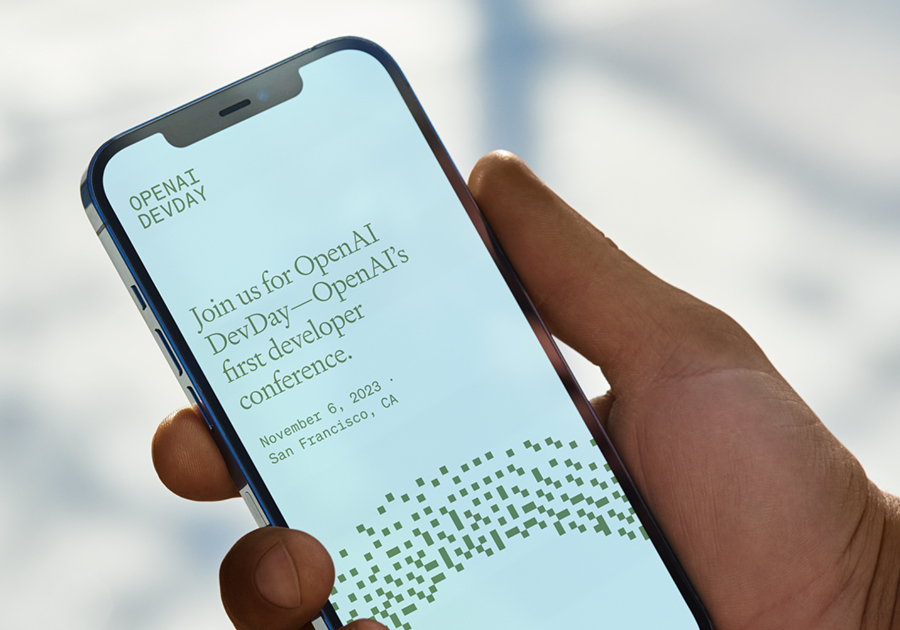 OPENAI
DEVDAY
Join us for OpenAI
DevDay—OpenAI’s
first developer
conference.
November 6, 2023 ·
San Francisco, CA